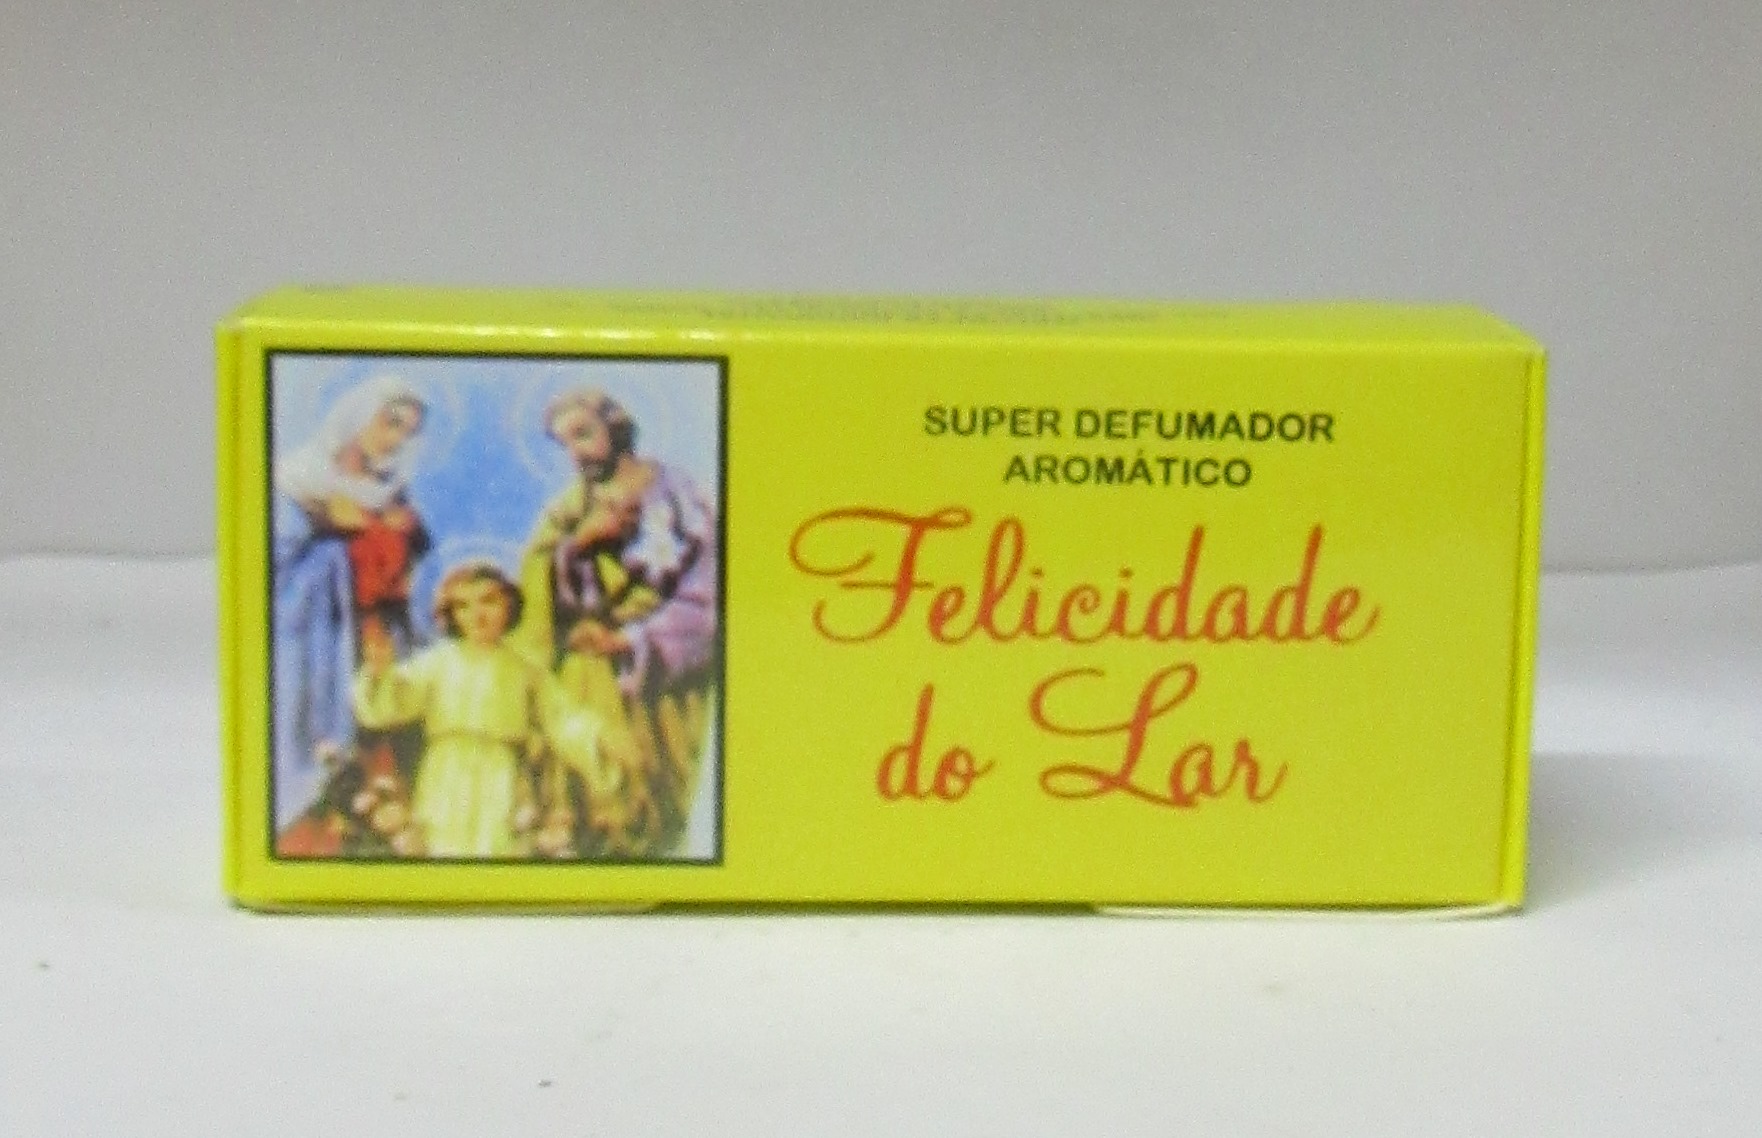 SUPER DEFUMADOR
AROMÁTICO
Felicidade
do Lar